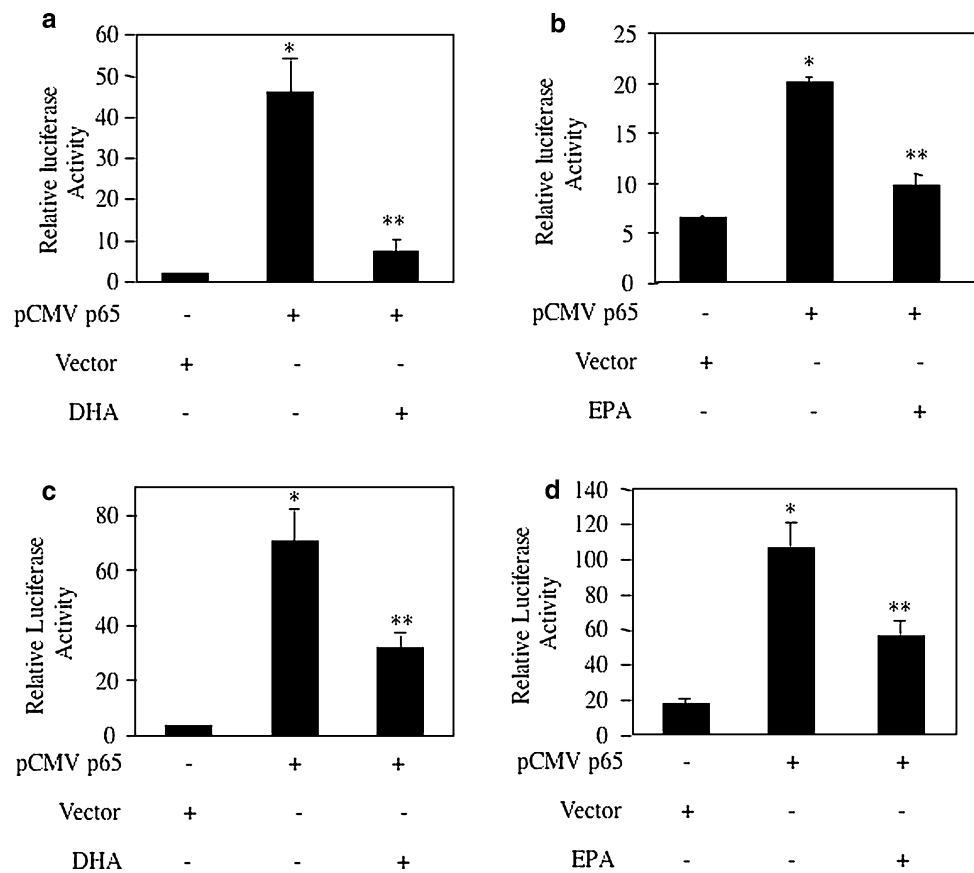 a
60
50
40
30
20
10
0
Relative luciferase
Activity
*
**
pCMV p65 - + +
Vector + - -
DHA - - +
b
25
20
15
10
5
0
Relative luciferase
Activity
*
**
pCMV p65 - + +
Vector + - -
EPA - - +
c
80
60
40
20
0
Relative Luciferase
Activity
*
**
pCMV p65 - + +
Vector + - -
DHA - - +
d
140
120
100
80
60
40
20
0
Relative Luciferase
Activity
*
**
pCMV p65 - + +
Vector + - -
EPA - - +